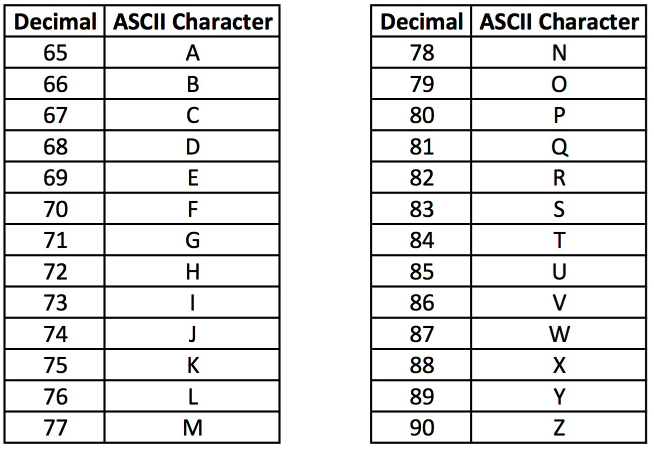 Decimal ASCII Character
65 A
66 B
67 C
68 D
69 E
70 F
71 G
72 H
73 I
74 J
75 K
76 L
77 M
Decimal ASCII Character
78 N
79 O
80 P
81 Q
82 R
83 S
84 T
85 U
86 V
87 W
88 X
89 Y
90 Z